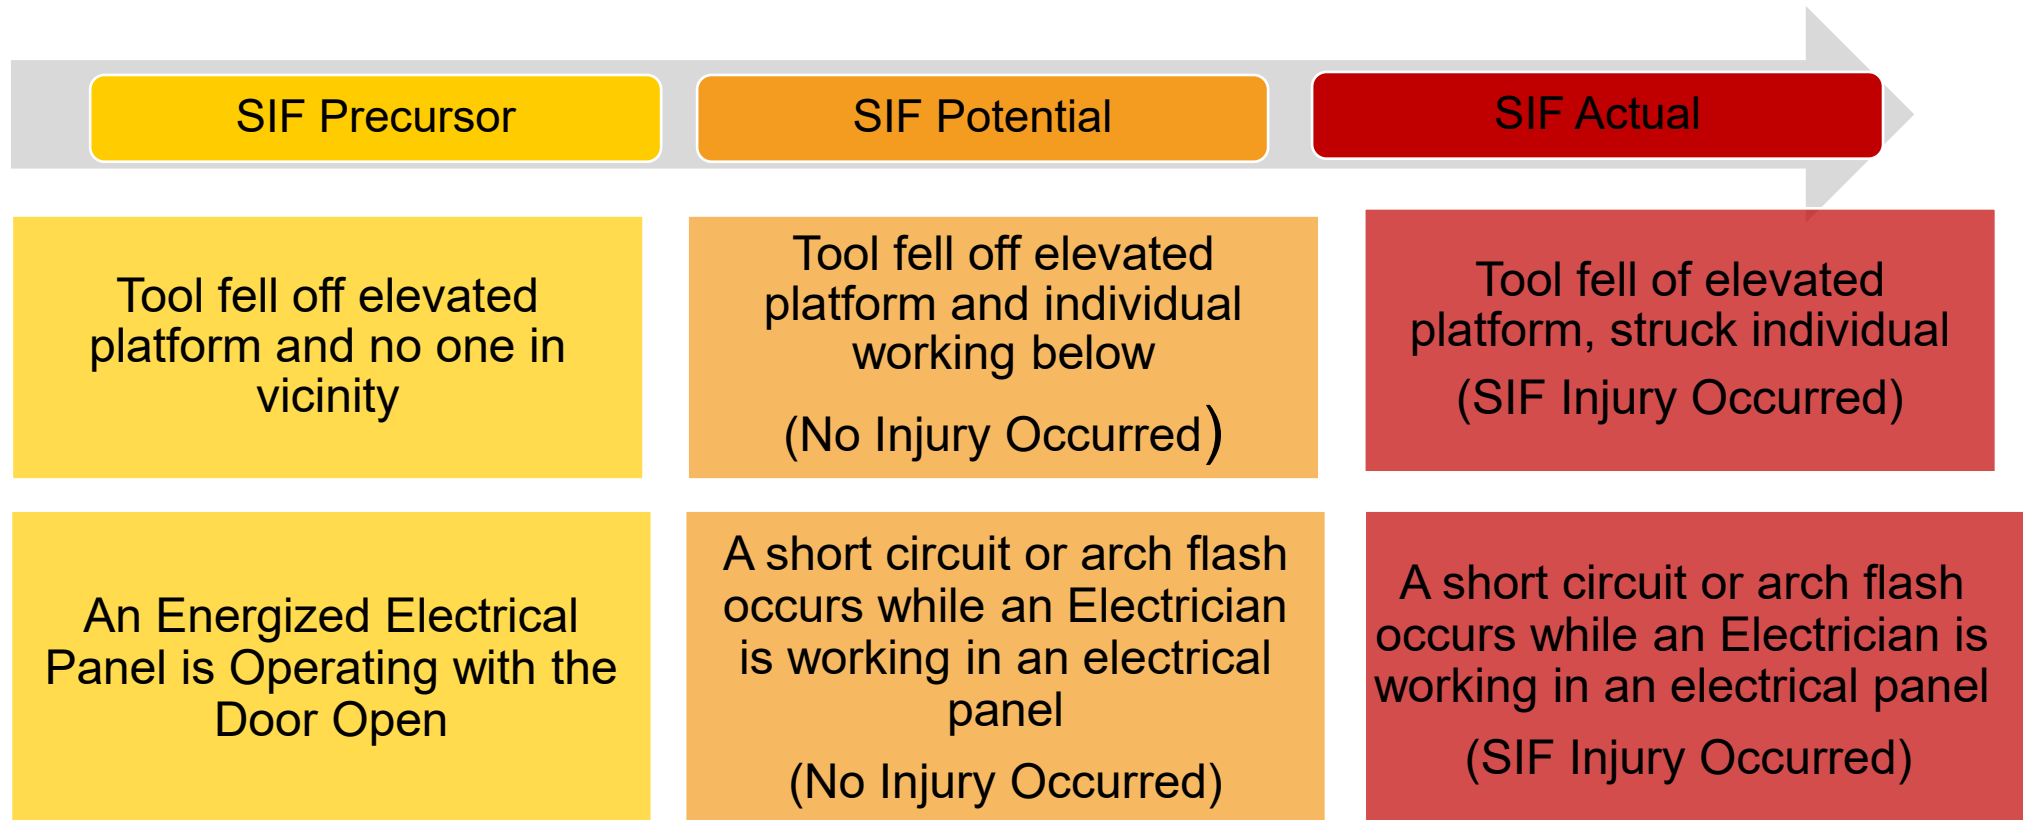 SIF Precursor
SIF Potential
SIF Actual
Tool fell off elevated
platform and no one in
vicinity
Tool fell off elevated
platform and individual
working below
(No Injury Occurred)
Tool fell of elevated
platform, struck individual
(SIF Injury Occurred)
An Energized Electrical
Panel is Operating with the
Door Open
A short circuit or arch flash
occurs while an Electrician
is working in an electrical
panel
(No Injury Occurred)
A short circuit or arch flash
occurs while an Electrician is
working in an electrical panel
(SIF Injury Occurred)